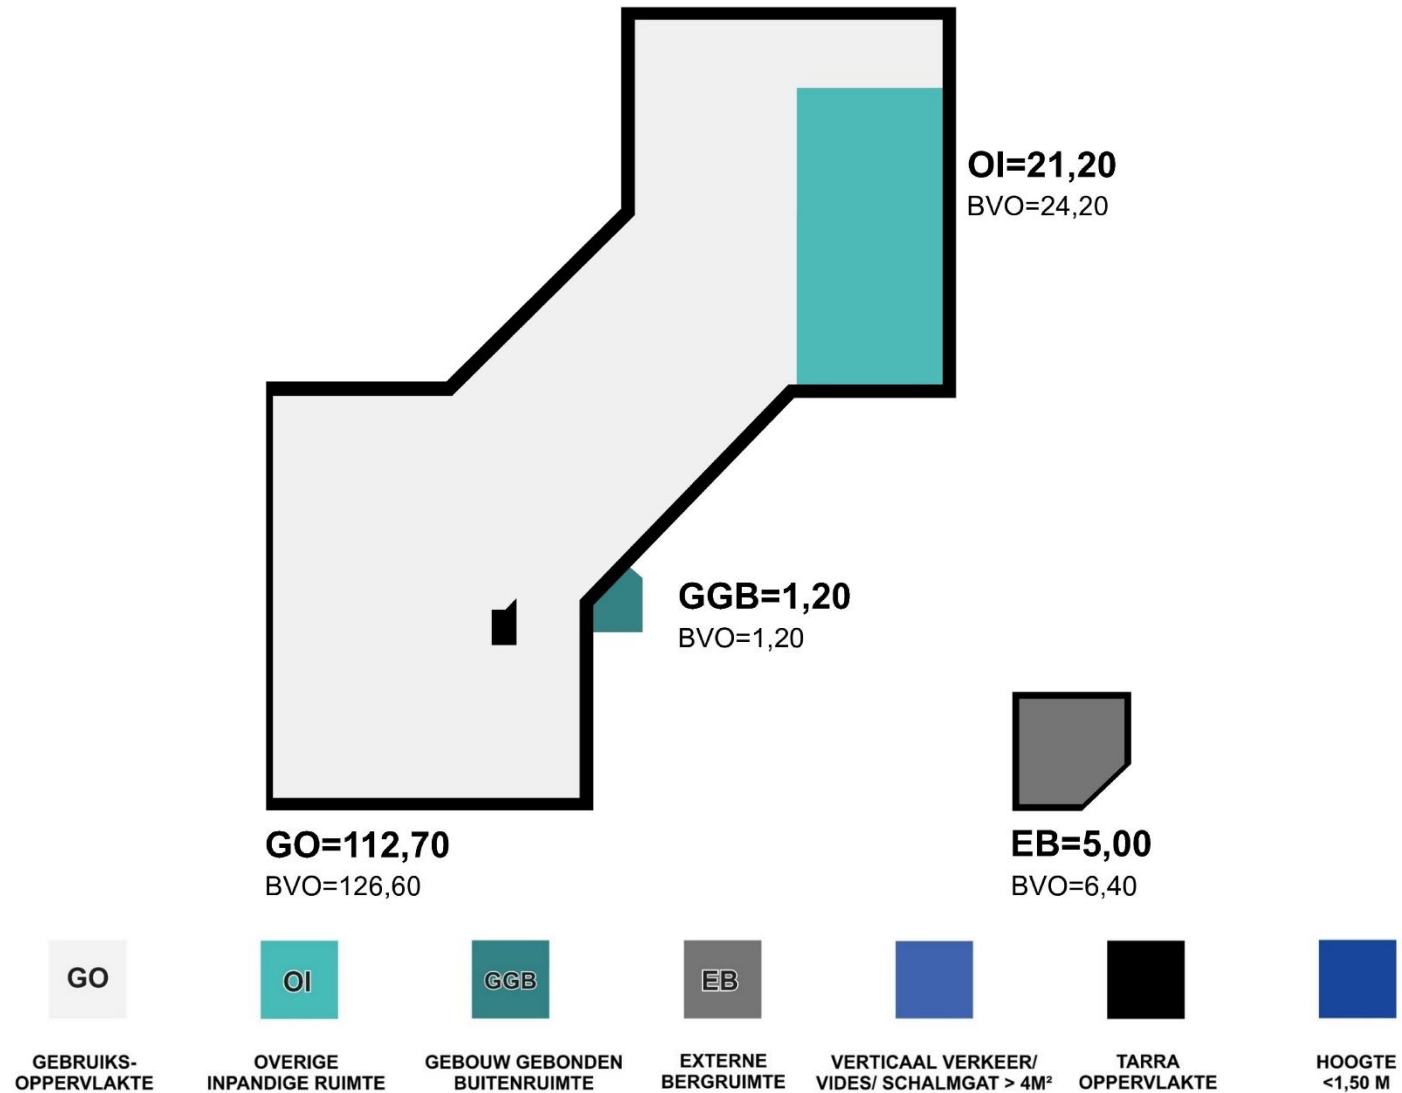 OI=21,20
BVO=24,20
GGB=1,20
BVO=1,20
GO=112,70
BVO=126,60
EB=5,00
BVO=6,40
GO
OI
GGB
EB
GEBRUIKS-
OPPERVLAKTE
OVERIGE
INPANDIGE RUIMTE
GEBOUW GEBONDEN
BUITENRUIMTE
EXTERNE
BERGRUIMTE
VERTICAAL VERKEER/
VIDES/ SCHALMGAT > 4M²
TARRA
OPPERVLAKTE
HOOGTE
<1,50 M